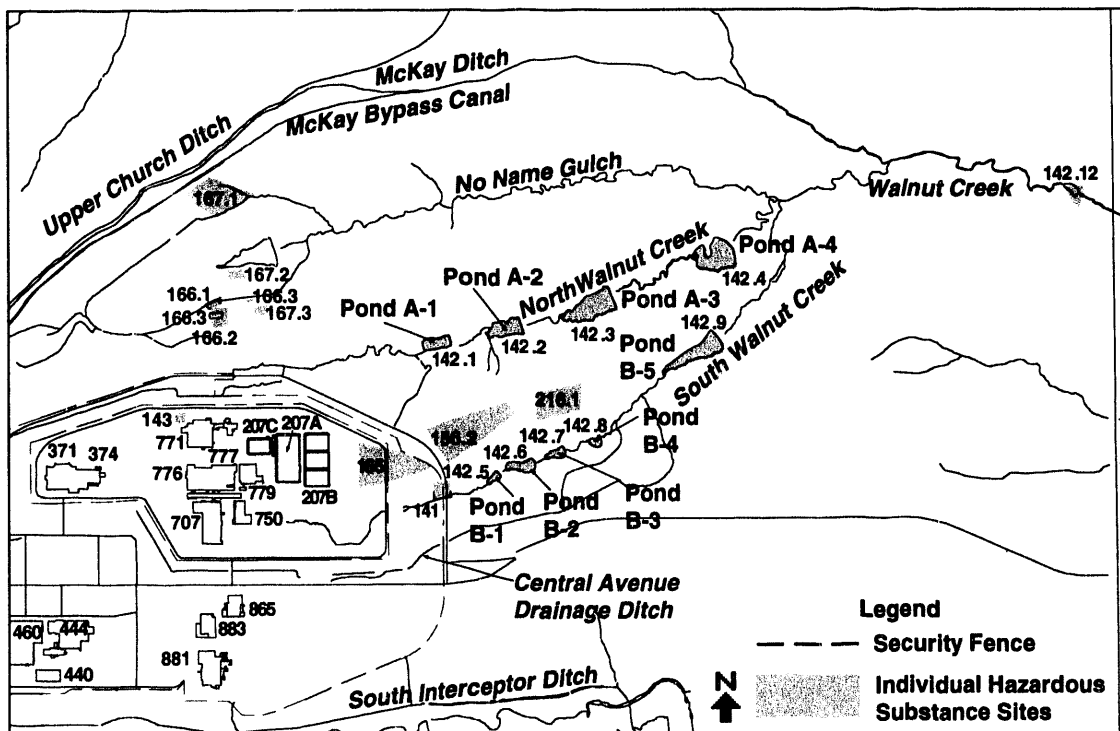 McKay Ditch
McKay Bypass Canal
Upper Church Ditch
No Name Gulch
142.12
Walnut Creek
167.1
167.2
166.1
166.3
166.3
167.3
166.2
North Walnut Creek
Pond A-4
142.4
Pond A-2
Pond A-3
Pond A-1
142.1
142.2
142.3
142.9
Pond
B-5
South Walnut Creek
216.1
143
771
207C
207A
777
371
374
776
779
207B
707
750
142.5
142.6
142.7
142.8
141
Pond
B-4
Pond
B-1
Pond
B-2
Pond
B-3
Central Avenue
Drainage Ditch
865
883
881
460
444
440
South Interceptor Ditch
Legend
Security Fence
N
Individual Hazardous
Substance Sites